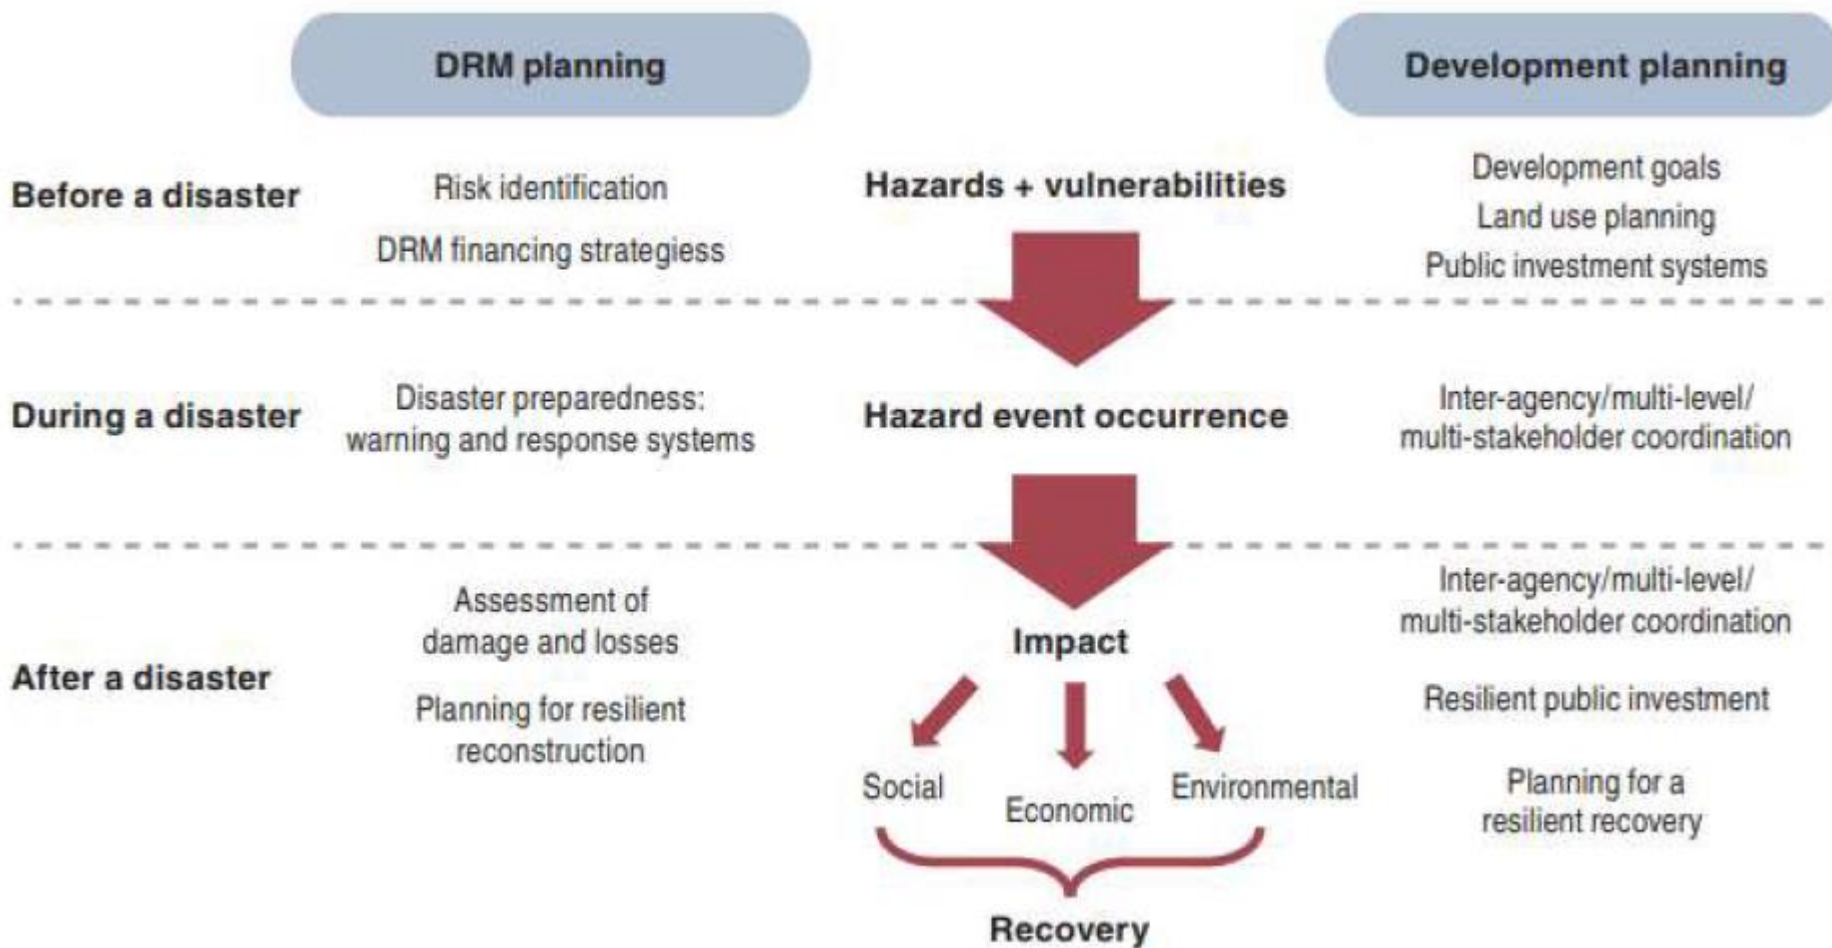 DRM planning
Development planning
Before a disaster
Risk identification
DRM financing strategiess
Hazards + vulnerabilities
Development goals
Land use planning
Public investment systems
During a disaster
Disaster preparedness:
warning and response systems
Hazard event occurrence
Inter-agency/multi-level/
multi-stakeholder coordination
After a disaster
Assessment of
damage and losses
Planning for resilient
reconstruction
Impact
Social
Economic
Environmental
Recovery
Inter-agency/multi-level/
multi-stakeholder coordination
Resilient public investment
Planning for a
resilient recovery